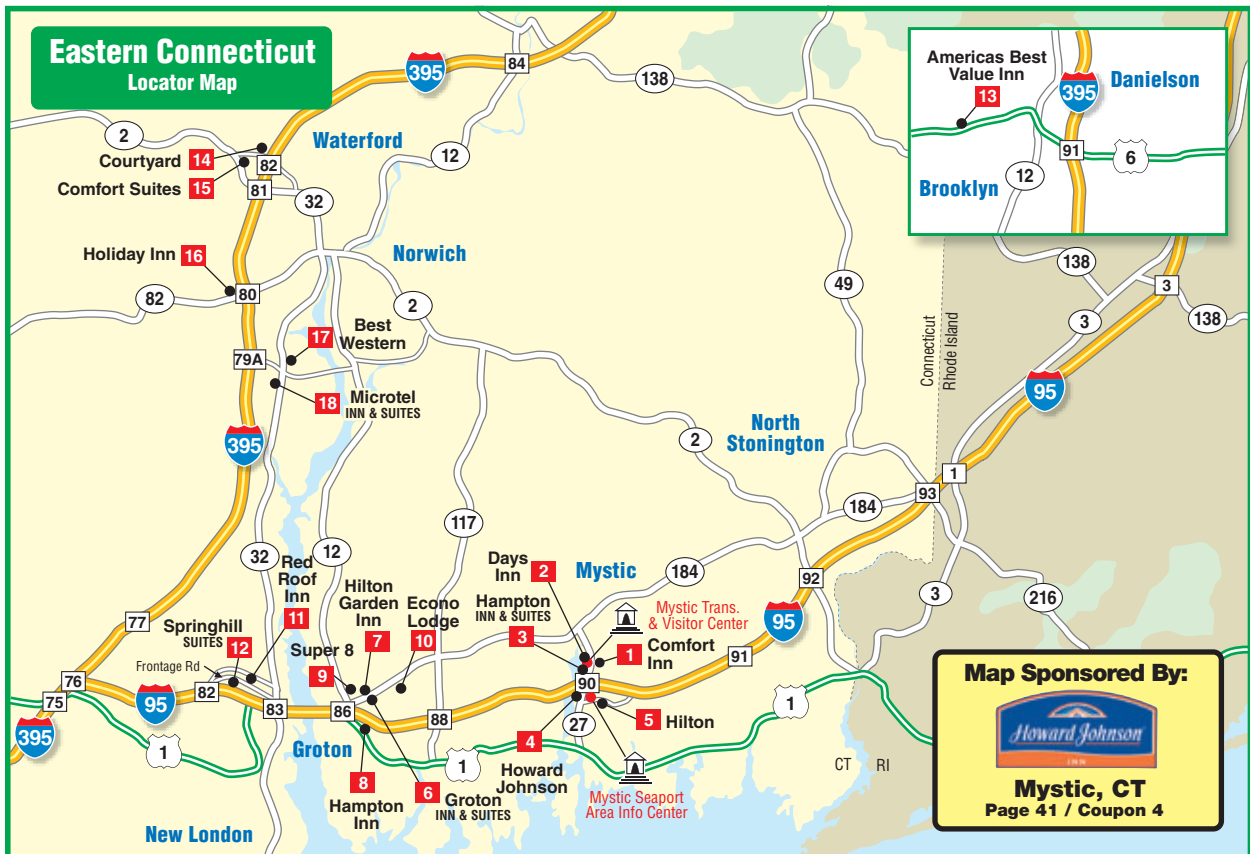 Eastern Connecticut
Locator Map
395
84
138
2
Waterford
12
Courtyard 14
82
Comfort Suites 15
81
32
Americas Best
Value Inn
13
395
Danielson
91
6
12
Brooklyn
Holiday Inn 16
Norwich
82
80
2
49
138
3
138
3
Connecticut
Rhode Island
17 Best
Western
79A
18 Microtel
INN & SUITES
95
395
North
Stonington
2
1
93
184
117
32
12
Red
Roof
Inn
11
Hilton
Garden
Inn
7
Econo
Lodge
10
Days
Inn
2
Mystic
184
92
3
216
Hampton
INN & SUITES
3
Mystic Trans.
& Visitor Center
95
77
Springhill
SUITES
12
Super 8
9
1 Comfort
Inn
91
Frontage Rd
76
75
82
83
86
88
90
95
395
1
Groton
1
27
5 Hilton
1
4
Howard
Johnson
8
Hampton
Inn
6
Groton
INN & SUITES
Mystic Seaport
Area Info Center
CT
RI
New London
Map Sponsored By:
Howard Johnson
Mystic, CT
Page 41 / Coupon 4